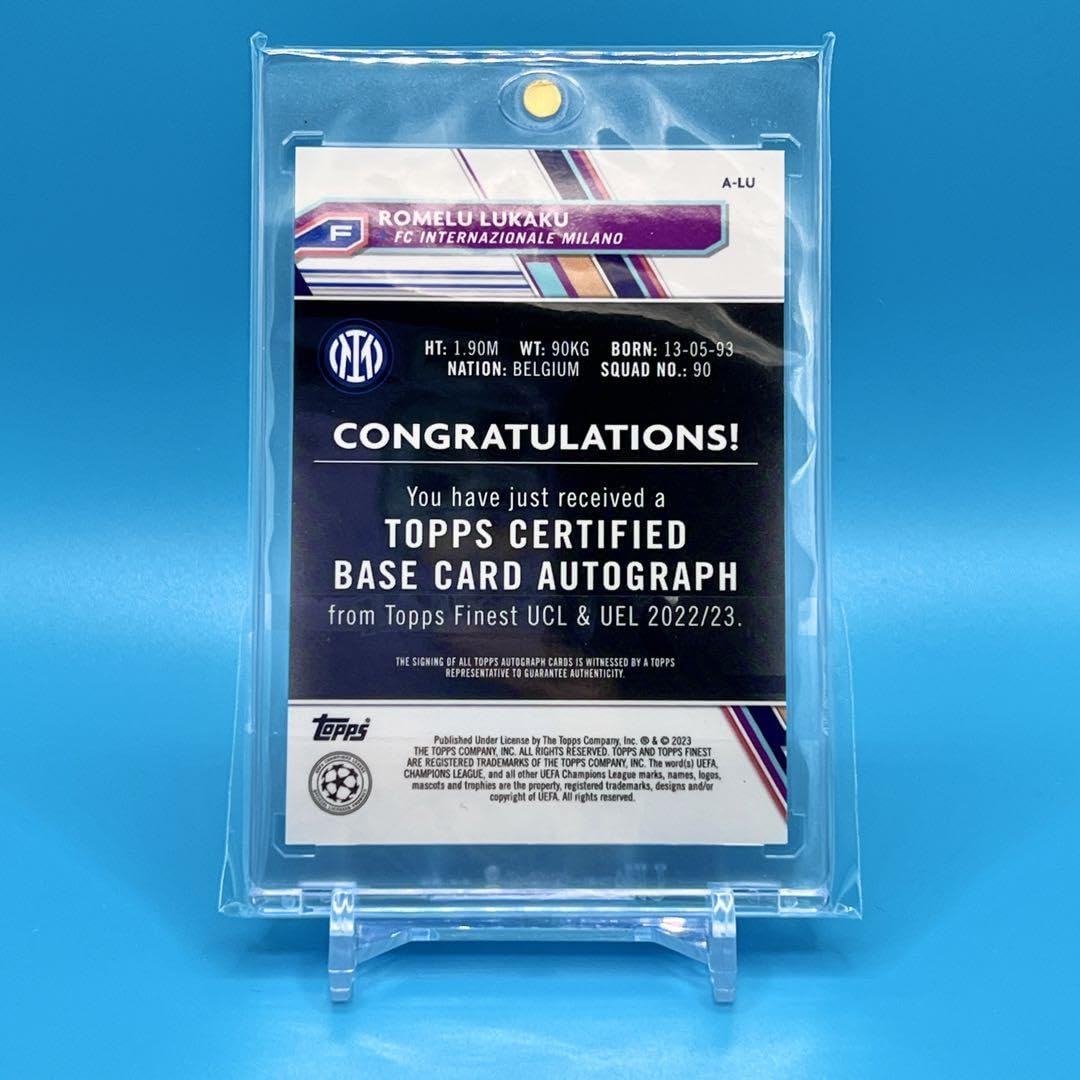 A-LU
ROMELU LUKAKU
F
FC INTERNAZIONALE MILANO
HT: 1.90M WT: 90KG BORN: 13-05-93
NATION: BELGIUM SQUAD NO.: 90
CONGRATULATIONS!
You have just received a
TOPPS CERTIFIED
BASE CARD AUTOGRAPH
from Topps Finest UCL & UEL 2022/23.
THE SIGNING OF ALL TOPPS AUTOGRAPH CARDS IS WITNESSED BY A TOPPS
REPRESENTATIVE TO GUARANTEE AUTHENTICITY.
topps®
Published Under License by The Topps Company, Inc. ® & © 2023
THE TOPPS COMPANY, INC. ALL RIGHTS RESERVED. TOPPS AND TOPPS FINEST
ARE REGISTERED TRADEMARKS OF THE TOPPS COMPANY, INC. The word(s) UEFA,
CHAMPIONS LEAGUE, and all other UEFA Champions League marks, names, logos,
mascots and trophies are the property, registered trademarks, designs and/or
copyright of UEFA. All rights reserved.